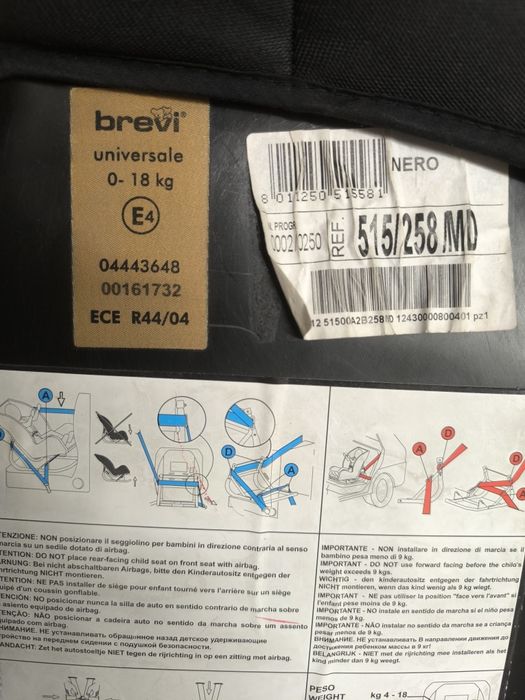 brevi®
universale
0- 18 kg
E4
04443648
00161732
ECE R44/04
NERO
8 011250 515581
N. PROG
REF.
515/258/MD
pz1
A
D
A
A
D
A
TENZIONE: NON posizionare il seggiolino per bambini in direzione contraria al senso
marcia su un sedile dotato di airbag.
TENTION: DO NOT place rear-facing child seat on front seat with airbag.
RNUNG: Bei nicht abschaltbaren Airbags, bitte den Kinderautositz entgegen der
hrtrichtung NICHT montieren.
TENTION: NE PAS installer de siège pour enfant tourné vers l'arrière sur un siège
uipé d'un coussin gonflable.
ENCIÓN: NO posicionar nunca la silla de auto en sentido contrario de marcha sobre
asiento equipado de airbag.
ENÇÃO: NÃO posicionar a cadeira auto no sentido da marcha sobre um assento
uipado com airbag.
НИМАНИЕ. НЕ устанавливать обращенное назад детское удерживающее
тройство на переднем сидения с подушкой безопасности.
ANDACHT: Zet het autostoeltje NIET tegen de rijrichting in op een zitting met airbag.
IMPORTANTE - NON installare in direzione di marcia se il
bambino pesa meno di 9 kg.
IMPORTANT - DO NOT use forward facing before the child's
weight exceeds 9 kg.
WICHTIG - den kinderautositz entgegen der fahrtrichtung
NICHT montieren, wenn das kind wenig als 9 kg wiegt.
IMPORTANT - Ne pas utiliser la position "face vers l'avant" si
l'enfant pese moins de 9 kg.
IMPORTANTE -NO instale en sentido de marcha si el niño pesa
menos de 9 kg.
IMPORTANTE - NÃO instalar no sentido da marcha se a criança
pesar menos de 9 kg.
ВНИМАНИЕ. НЕ устанавливать В направлении движения до
достижения ребенком массы в 9 кг!
BELANGRIJK - NIET met de rijrichting mee installeren als het
kind minder dan 9 kg weegt.
PESO
WEIGHT
kg 4 - 18